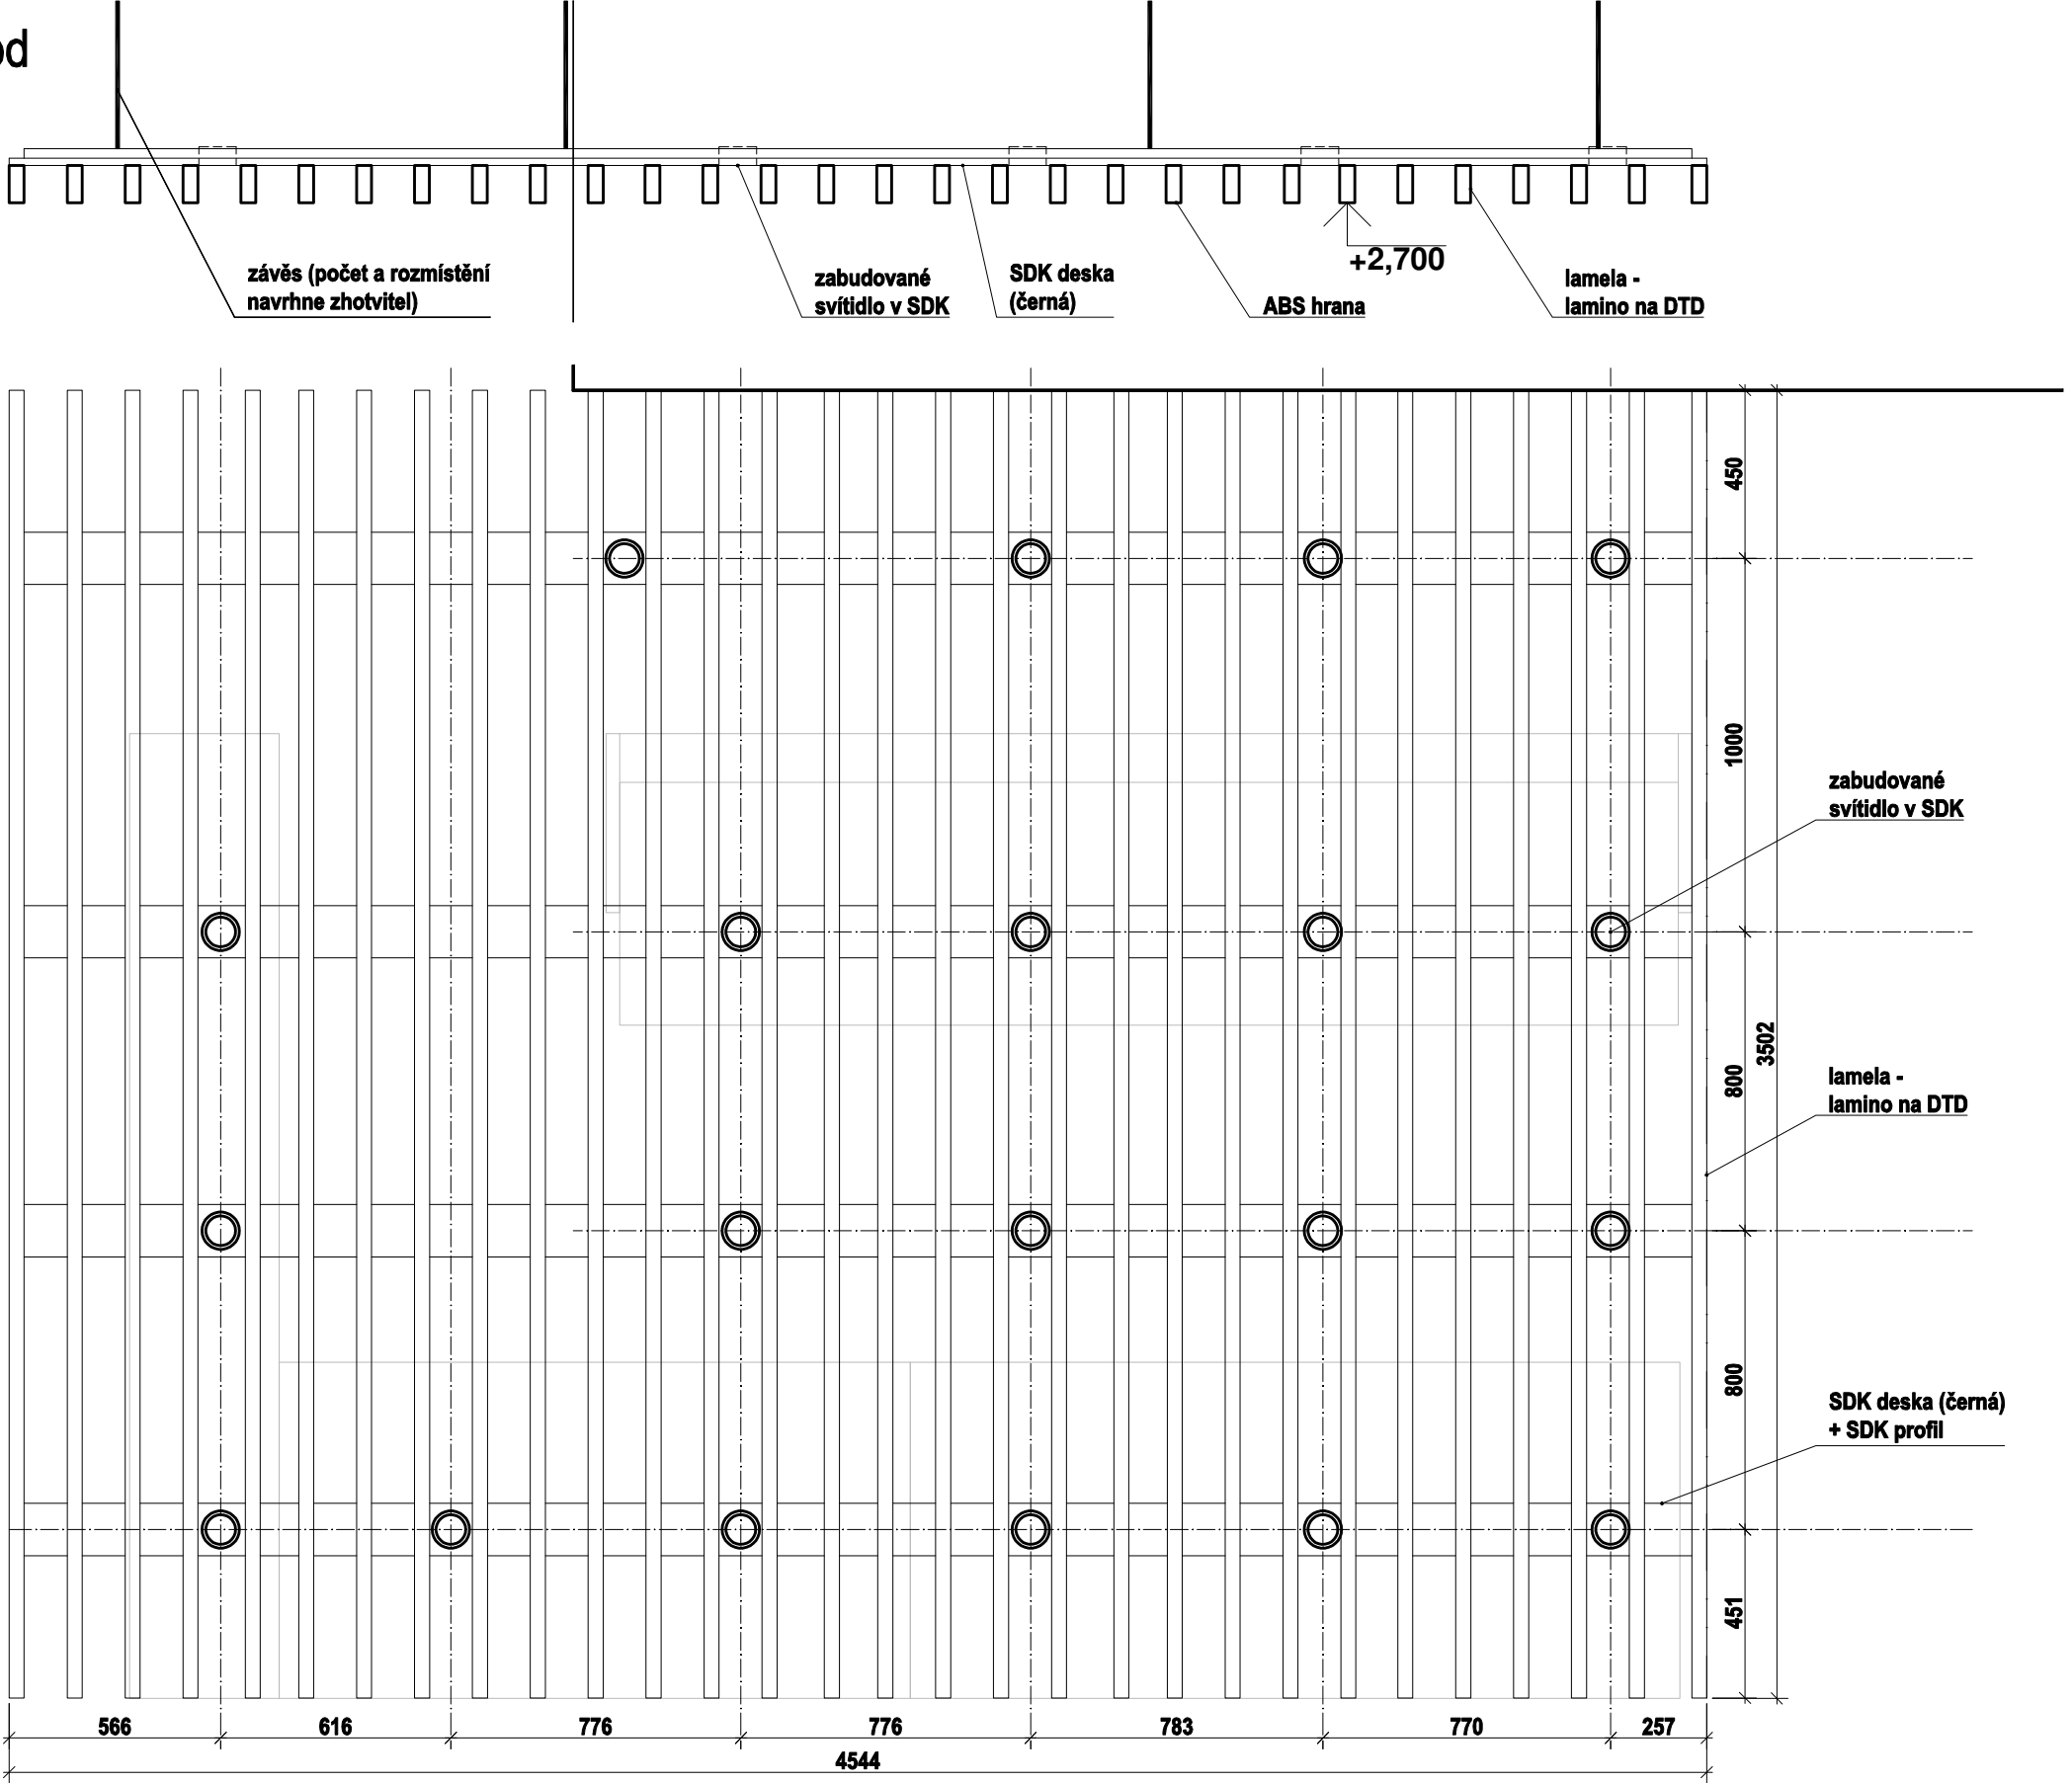 od
závěs (počet a rozmístění
navrhne zhotvitel)
zabudované
svítidlo v SDK
SDK deska
(černá)
ABS hrana
+2,700
lamela -
lamino na DTD
450
1000
800
3502
800
451
zabudované
svítidlo v SDK
lamela -
lamino na DTD
SDK deska (černá)
+ SDK profil
566
616
776
776
783
770
257
4544